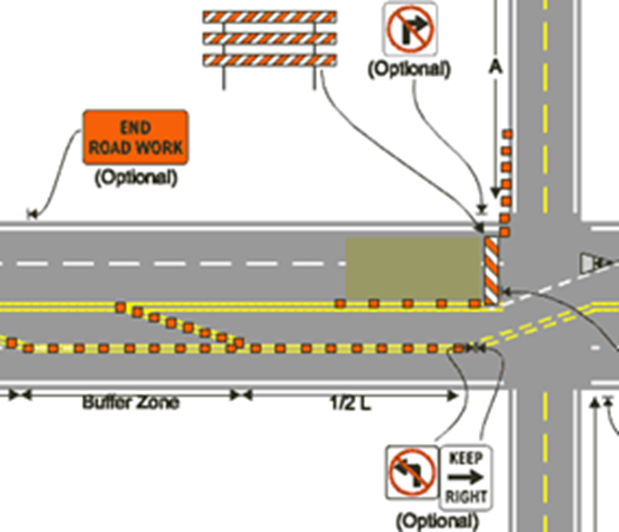 (Optional)
A
END
ROAD WORK
(Optional)
Buffer Zone
1/2 L
KEEP
RIGHT
(Optional)